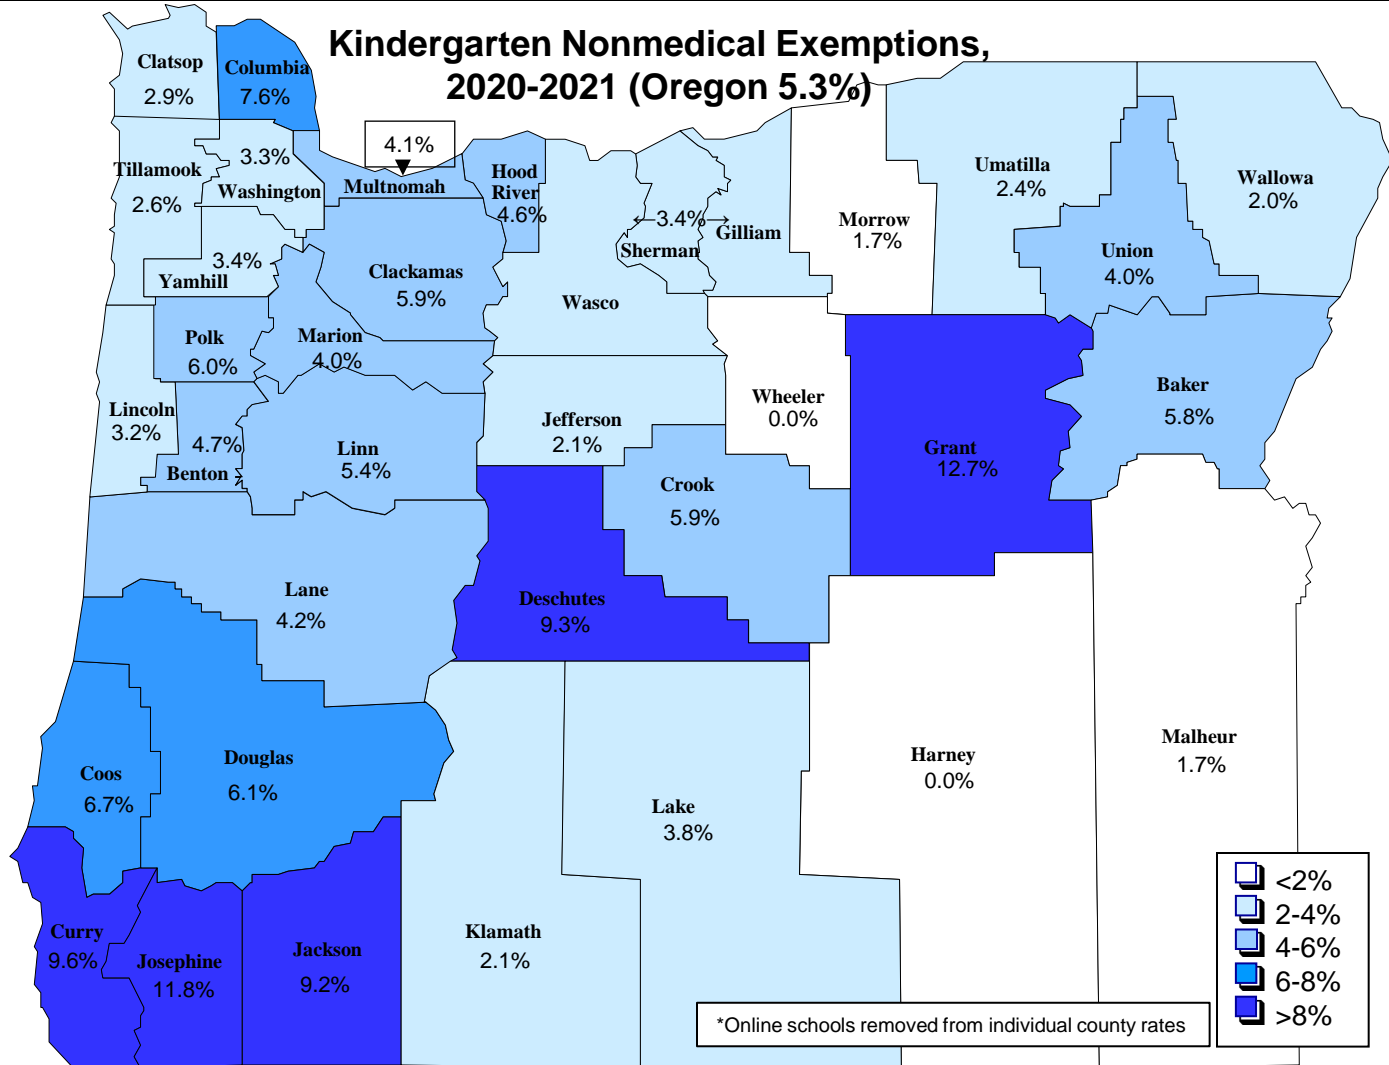 Kindergarten Nonmedical Exemptions,
2020-2021 (Oregon 5.3%)
Clatsop
2.9%
Columbia
7.6%
Tillamook
2.6%
3.3%
Washington
4.1%
Multnomah
Hood
River
4.6%
3.4%
Yamhill
Clackamas
5.9%
←3.4%→
Sherman
Gilliam
Wasco
Morrow
1.7%
Umatilla
2.4%
Wallowa
2.0%
Union
4.0%
Polk
6.0%
Marion
4.0%
Lincoln
3.2%
4.7%
Benton
Linn
5.4%
Jefferson
2.1%
Wheeler
0.0%
Grant
12.7%
Baker
5.8%
Crook
5.9%
Lane
4.2%
Deschutes
9.3%
Coos
6.7%
Douglas
6.1%
Lake
3.8%
Harney
0.0%
Malheur
1.7%
Curry
9.6%
Josephine
11.8%
Jackson
9.2%
Klamath
2.1%
<2%
2-4%
4-6%
6-8%
>8%
*Online schools removed from individual county rates